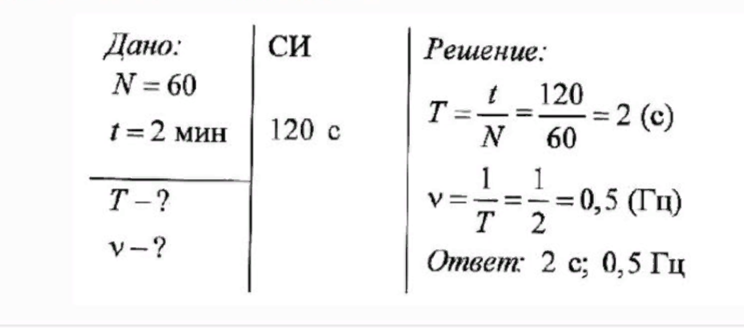 Дано:
N = 60
t = 2 мин
T – ?
ν – ?
СИ
120 с
Решение:
T = t/N = 120/60 = 2 (с)
ν = 1/T = 1/2 = 0,5 (Гц)
Ответ: 2 с; 0,5 Гц